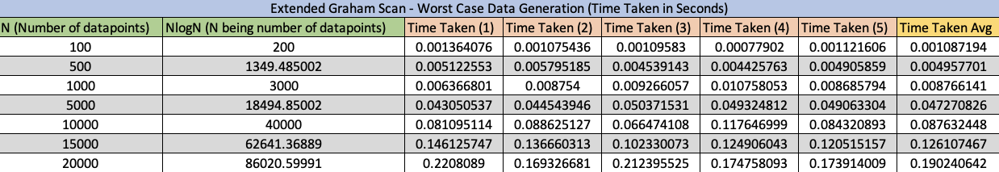 Extended Graham Scan - Worst Case Data Generation (Time Taken in Seconds)
N (Number of datapoints) NlogN (N being number of datapoints) Time Taken (1) Time Taken (2) Time Taken (3) Time Taken (4) Time Taken (5) Time Taken Avg
100 200 0.001364076 0.001075436 0.00109583 0.00077902 0.001121606 0.001087194
500 1349.485002 0.005122553 0.005795185 0.004539143 0.004425763 0.004905859 0.004957701
1000 3000 0.006366801 0.008754 0.009266057 0.010758053 0.008685794 0.008766141
5000 18494.85002 0.043050537 0.044543946 0.050371531 0.049324812 0.049063304 0.047270826
10000 40000 0.081095114 0.088625127 0.066474108 0.117646999 0.084320893 0.087632448
15000 62641.36889 0.146125747 0.136660313 0.102330073 0.124906043 0.120515157 0.126107467
20000 86020.59991 0.2208089 0.169326681 0.212395525 0.174758093 0.173914009 0.190240642